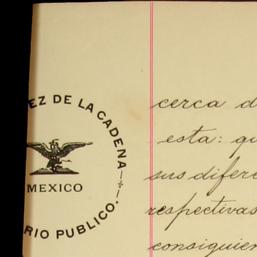 EZ DE LA CADENA
MEXICO
RIO PUBLICO.
cerca d
esta: qu
sus difere
respectivas
consiguien